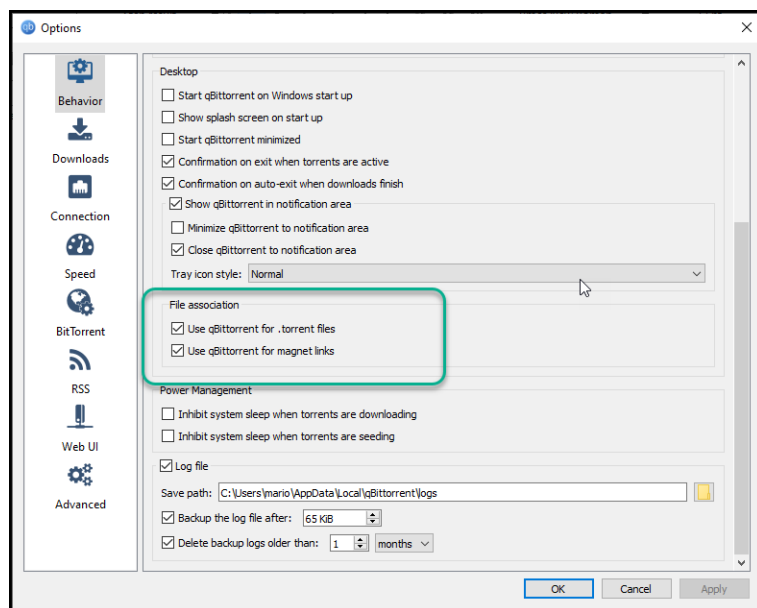 qb Options
Behavior
Downloads
Connection
Speed
BitTorrent
RSS
Web UI
Advanced
Desktop
Start qBittorrent on Windows start up
Show splash screen on start up
Start qBittorrent minimized
Confirmation on exit when torrents are active
Confirmation on auto-exit when downloads finish
Show qBittorrent in notification area
Minimize qBittorrent to notification area
Close qBittorrent to notification area
Tray icon style: Normal
File association
Use qBittorrent for .torrent files
Use qBittorrent for magnet links
Power Management
Inhibit system sleep when torrents are downloading
Inhibit system sleep when torrents are seeding
Log file
Save path: C:\Users\mario\AppData\Local\qBittorrent\logs
Backup the log file after: 65 KiB
Delete backup logs older than: 1 months
OK Cancel Apply